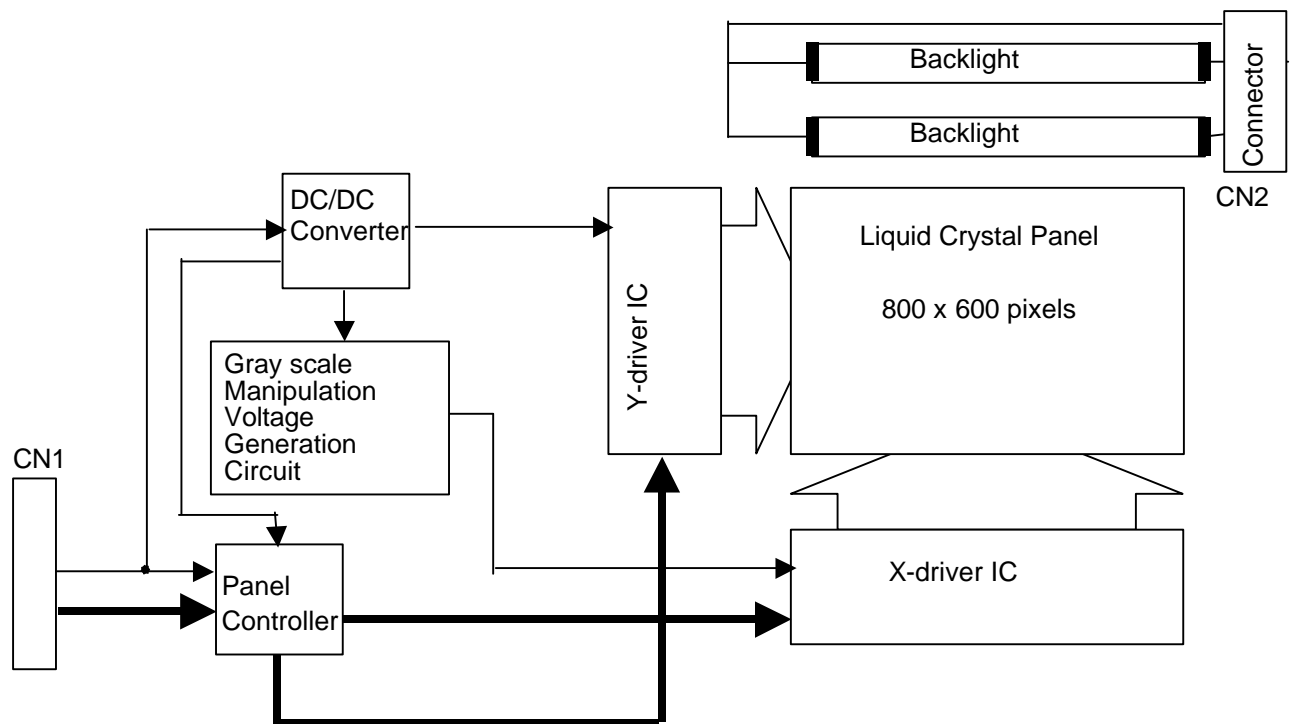 Backlight
Backlight
Connector
CN2
DC/DC
Converter
Y-driver IC
Liquid Crystal Panel
800 x 600 pixels
Gray scale
Manipulation
Voltage
Generation
Circuit
CN1
Panel
Controller
X-driver IC